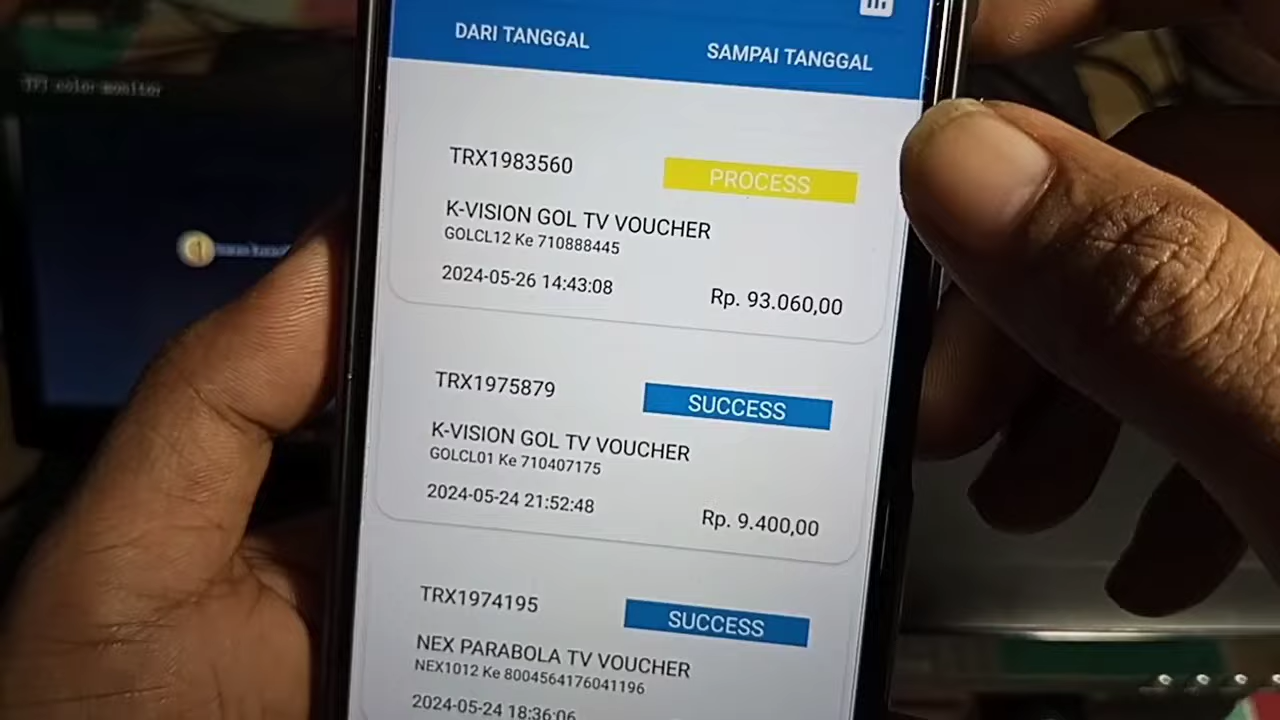 TFT color monitor
DARI TANGGAL
SAMPAI TANGGAL
TRX1983560
PROCESS
K-VISION GOL TV VOUCHER
GOLCL12 Ke 710888445
2024-05-26 14:43:08
Rp. 93.060,00
TRX1975879
SUCCESS
K-VISION GOL TV VOUCHER
GOLCL01 Ke 710407175
2024-05-24 21:52:48
Rp. 9.400,00
TRX1974195
SUCCESS
NEX PARABOLA TV VOUCHER
NEX1012 Ke 8004564176041196
2024-05-24 18:36:06